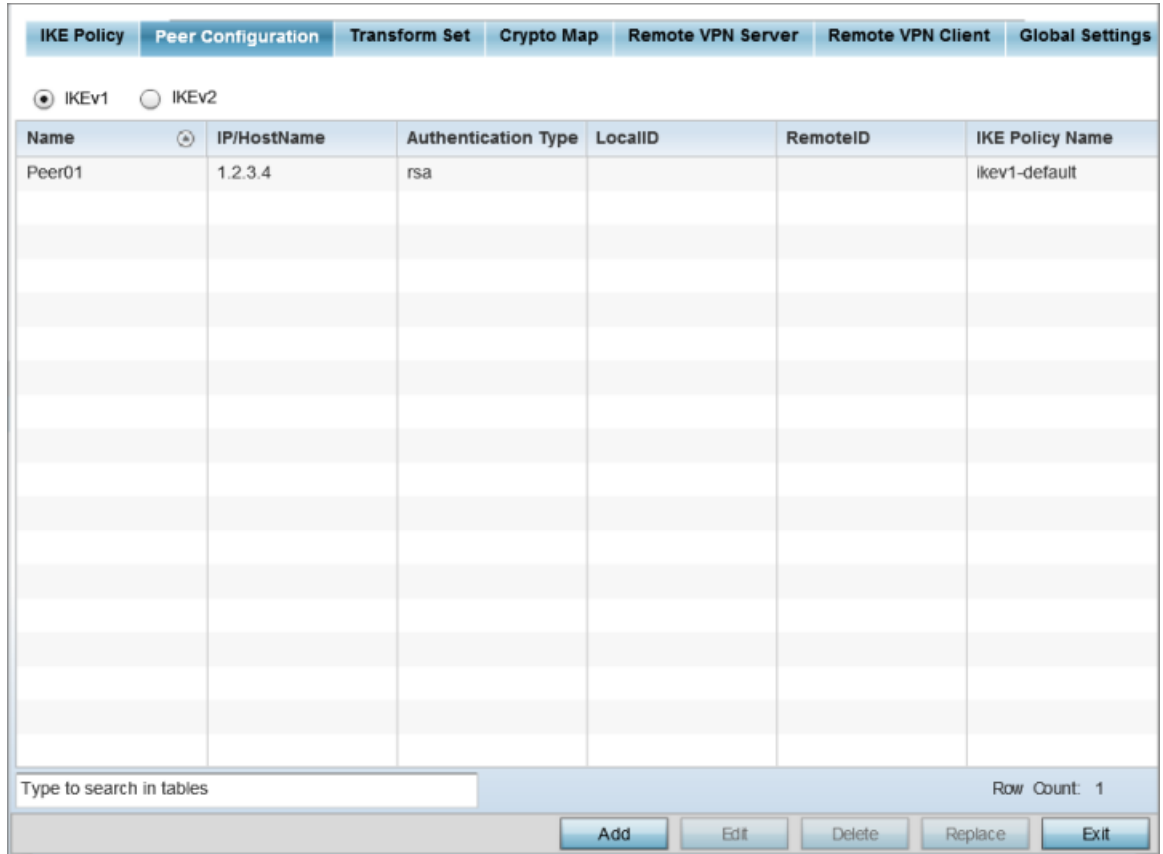 IKE Policy Peer Configuration Transform Set Crypto Map Remote VPN Server Remote VPN Client Global Settings
IKEv1 IKEv2
Name IP/HostName Authentication Type LocalID RemoteID IKE Policy Name
Peer01 1.2.3.4 rsa ikev1-default
Type to search in tables Row Count: 1
Add Edit Delete Replace Exit